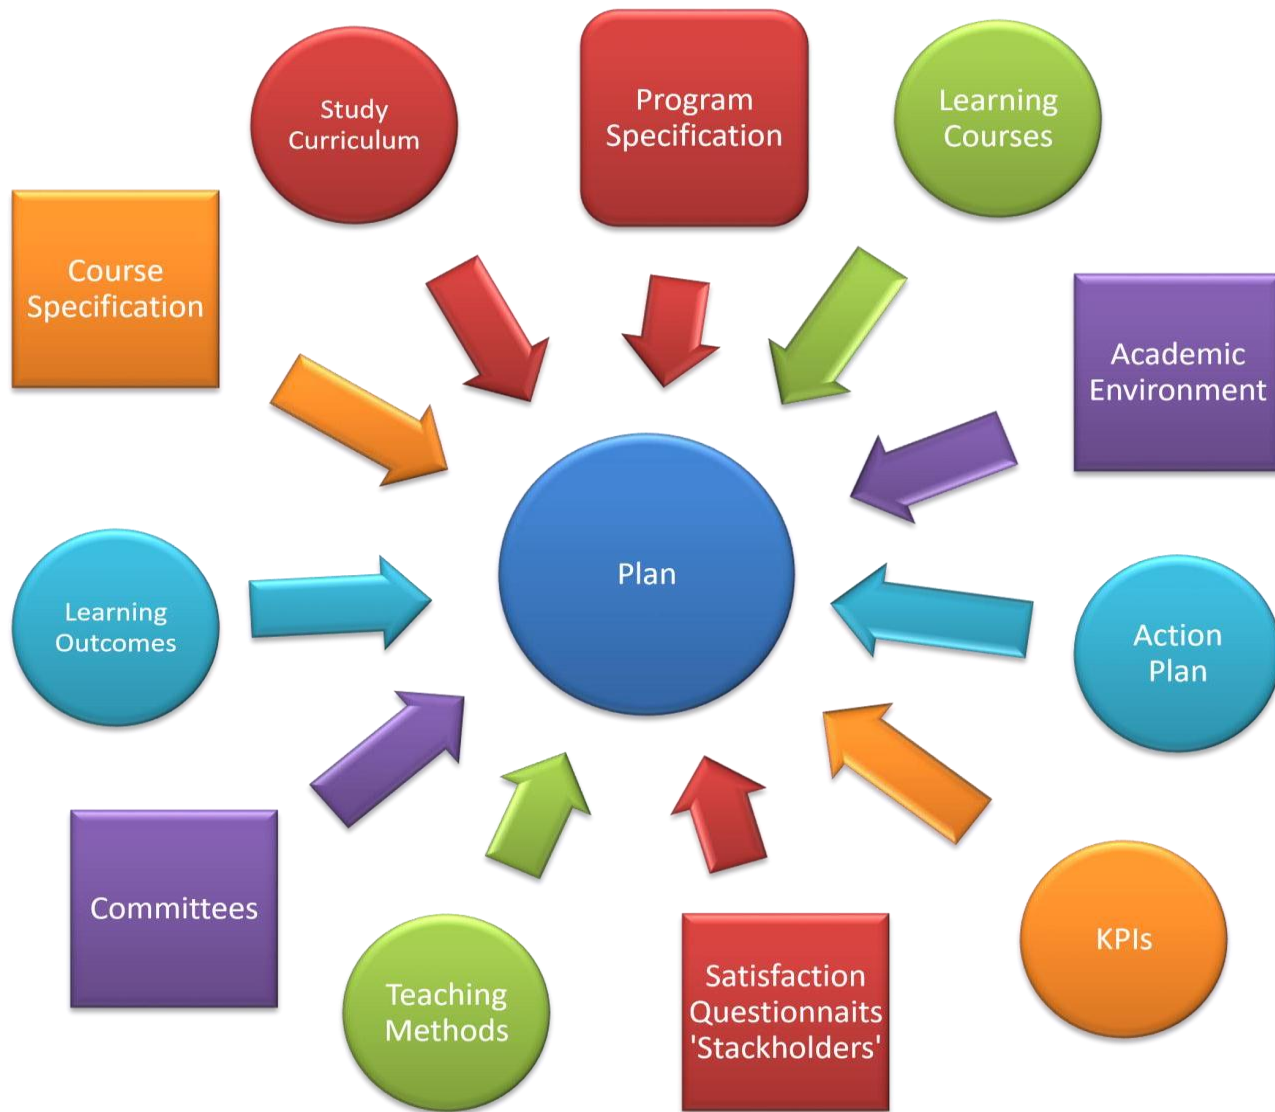 Study
Curriculum
Program
Specification
Learning
Courses
Course
Specification
Academic
Environment
Plan
Learning
Outcomes
Action
Plan
Committees
KPIs
Teaching
Methods
Satisfaction
Questionnaits
'Stackholders'